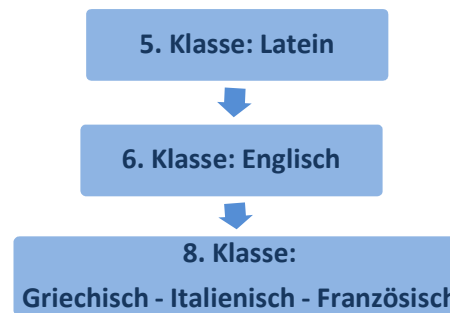 5. Klasse: Latein
6. Klasse: Englisch
8. Klasse:
Griechisch - Italienisch - Französisch